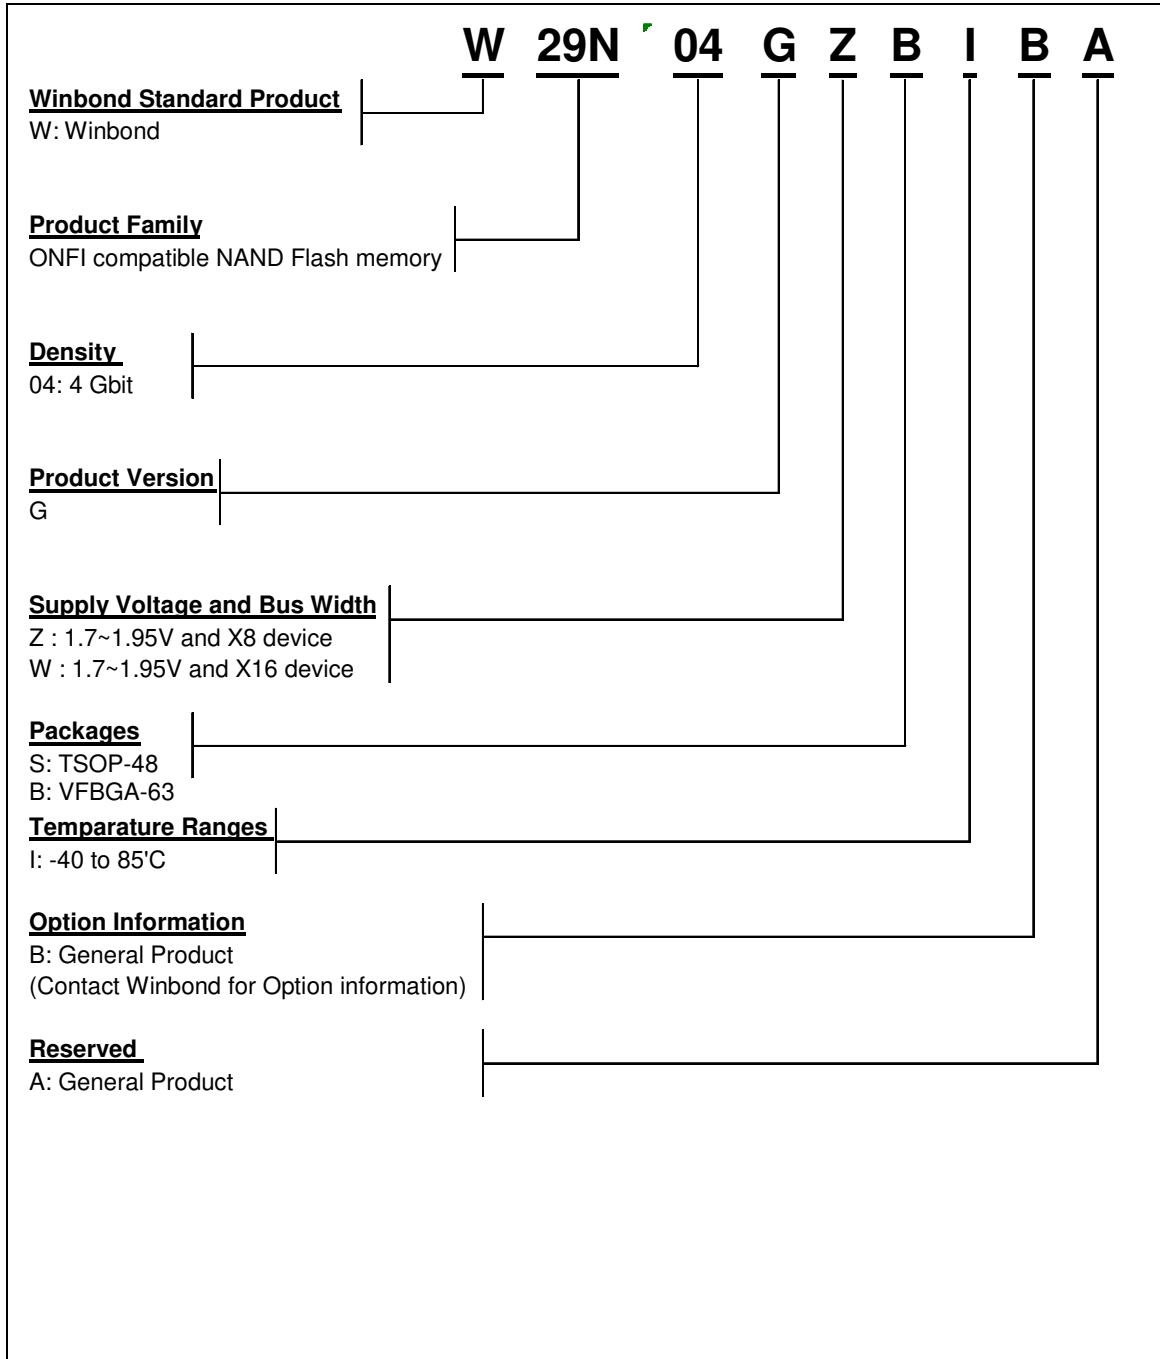 W 29N 04 G Z B I B A
Winbond Standard Product
W: Winbond
Product Family
ONFI compatible NAND Flash memory
Density
04: 4 Gbit
Product Version
G
Supply Voltage and Bus Width
Z : 1.7~1.95V and X8 device
W : 1.7~1.95V and X16 device
Packages
S: TSOP-48
B: VFBGA-63
Temparature Ranges
I: -40 to 85'C
Option Information
B: General Product
(Contact Winbond for Option information)
Reserved
A: General Product